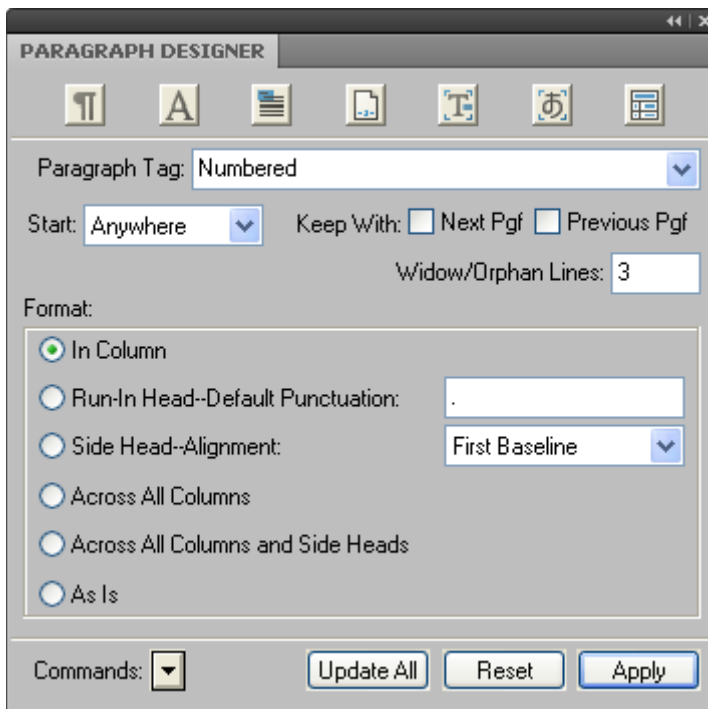 PARAGRAPH DESIGNER
Paragraph Tag: Numbered
Start: Anywhere Keep With: Next Pgf Previous Pgf
Widow/Orphan Lines: 3
Format:
In Column
Run-In Head--Default Punctuation: .
Side Head--Alignment: First Baseline
Across All Columns
Across All Columns and Side Heads
As Is
Commands: Update All Reset Apply